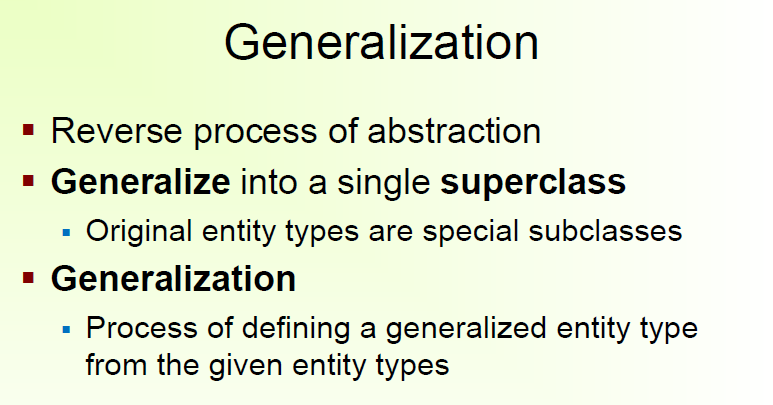 Generalization
Reverse process of abstraction
Generalize into a single superclass
Original entity types are special subclasses
Generalization
Process of defining a generalized entity type
from the given entity types